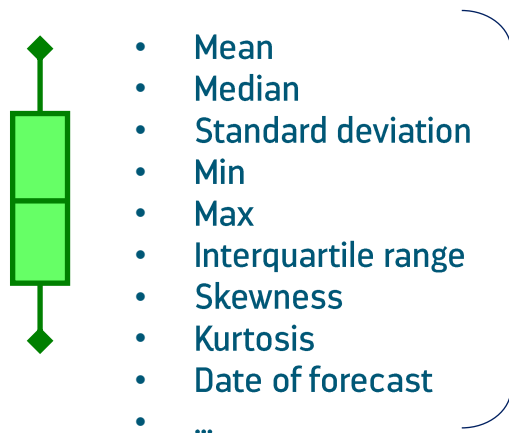 • Mean
• Median
• Standard deviation
• Min
• Max
• Interquartile range
• Skewness
• Kurtosis
• Date of forecast
• ...